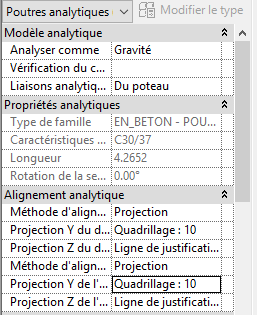 Poutres analytiques ( Modifier le type
Modèle analytique
Analyser comme Gravité
Vérification du c...
Liaisons analytiq... Du poteau
Propriétés analytiques
Type de famille EN_BETON - POU...
Caractéristiques ... C30/37
Longueur 4.2652
Rotation de la se... 0.00°
Alignement analytique
Méthode d'align... Projection
Projection Y du d... Quadrillage : 10
Projection Z du d... Ligne de justificati...
Méthode d'align... Projection
Projection Y de l'... Quadrillage : 10
Projection Z de l'... Ligne de justificati...